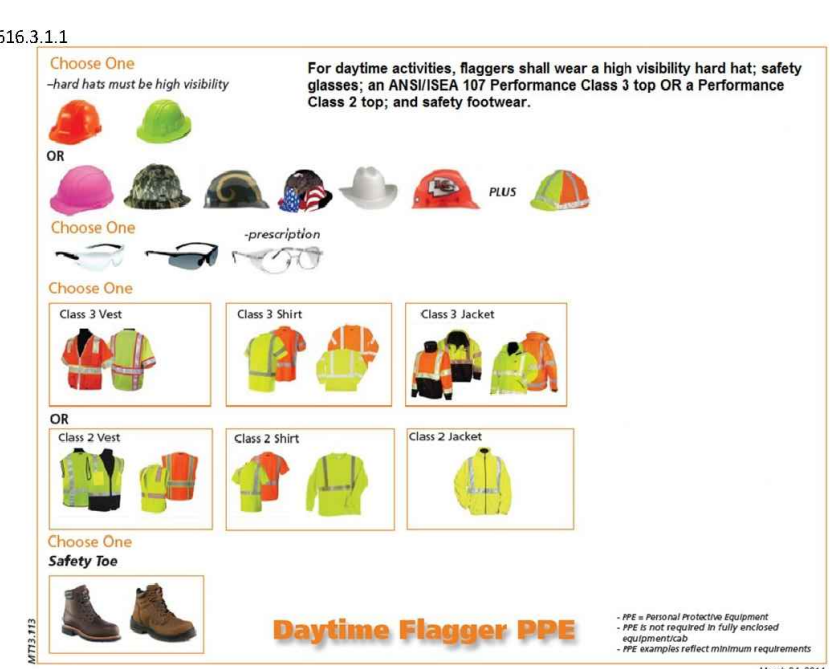 616.3.1.1
Choose One
–hard hats must be high visibility
For daytime activities, flaggers shall wear a high visibility hard hat; safety
glasses; an ANSI/ISEA 107 Performance Class 3 top OR a Performance
Class 2 top; and safety footwear.
OR
PLUS
Choose One
-prescription
Choose One
Class 3 Vest
Class 3 Shirt
Class 3 Jacket
OR
Class 2 Vest
Class 2 Shirt
Class 2 Jacket
Choose One
Safety Toe
MT13.113
Daytime Flagger PPE
- PPE = Personal Protective Equipment
- PPE is not required in fully enclosed
equipment/cab
- PPE examples reflect minimum requirements